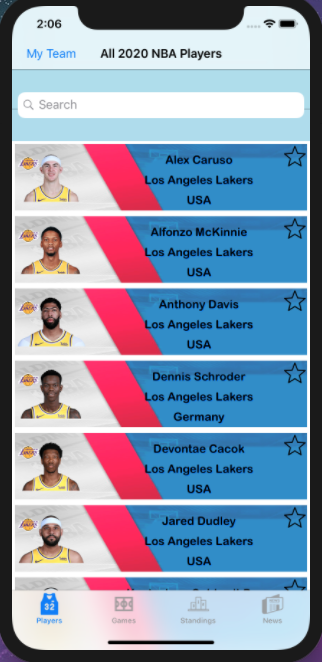 2:06
My Team
All 2020 NBA Players
Search
Alex Caruso
Los Angeles Lakers
USA
Alfonzo McKinnie
Los Angeles Lakers
USA
Anthony Davis
Los Angeles Lakers
USA
Dennis Schroder
Los Angeles Lakers
Germany
Devontae Cacok
Los Angeles Lakers
USA
Jared Dudley
Los Angeles Lakers
USA
32
Players
Games
Standings
News